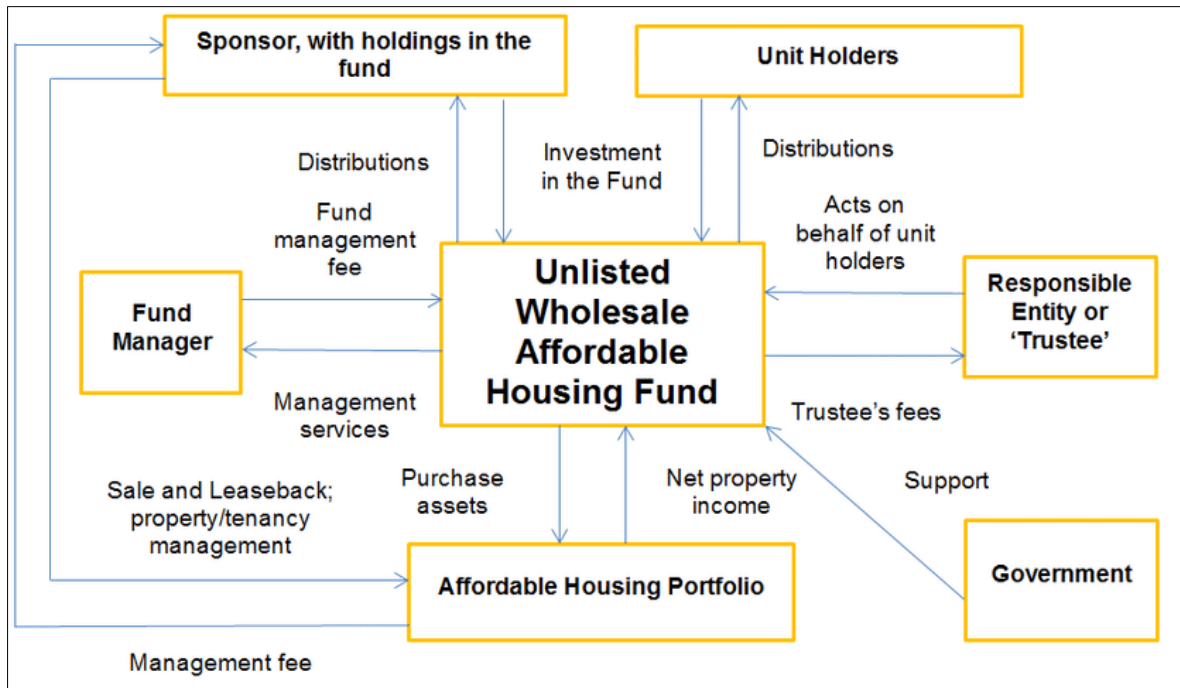 Sponsor, with holdings in the
fund
Unit Holders
Distributions
Investment
in the Fund
Distributions
Fund
management
fee
Acts on
behalf of unit
holders
Fund
Manager
Unlisted
Wholesale
Affordable
Housing Fund
Responsible
Entity or
‘Trustee’
Management
services
Trustee’s fees
Sale and Leaseback;
property/tenancy
management
Purchase
assets
Net property
income
Support
Affordable Housing Portfolio
Government
Management fee